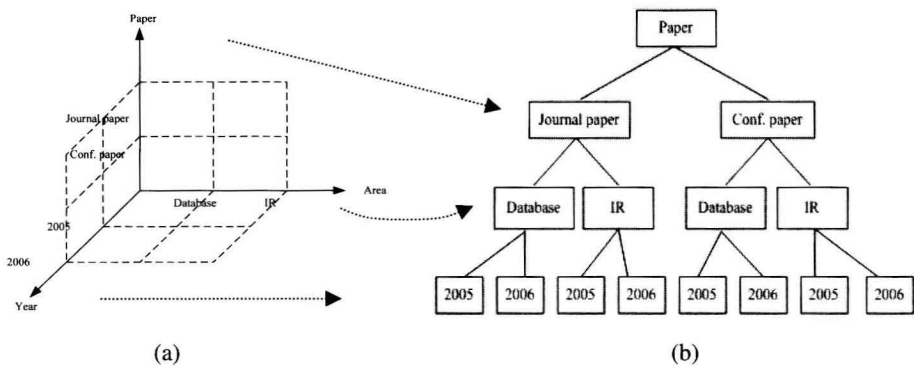 Paper
Journal paper
Conf. paper
Area
Database
IR
2005
2006
Year
(a)
Paper
Journal paper
Conf. paper
Database
IR
Database
IR
2005
2006
2005
2006
2005
2006
2005
2006
(b)